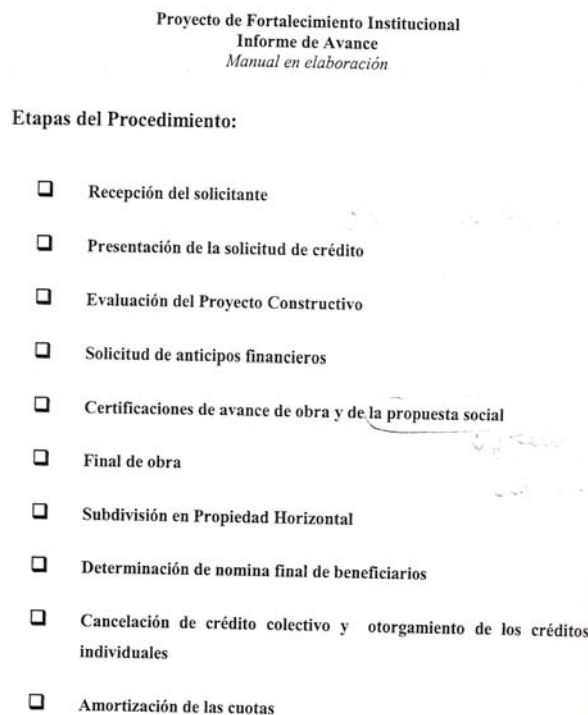 Proyecto de Fortalecimiento Institucional
Informe de Avance
Manual en elaboración
Etapas del Procedimiento:
Recepción del solicitante
Presentación de la solicitud de crédito
Evaluación del Proyecto Constructivo
Solicitud de anticipos financieros
Certificaciones de avance de obra y de la propuesta social
Final de obra
Subdivisión en Propiedad Horizontal
Determinación de nomina final de beneficiarios
Cancelación de crédito colectivo y otorgamiento de los créditos
individuales
Amortización de las cuotas